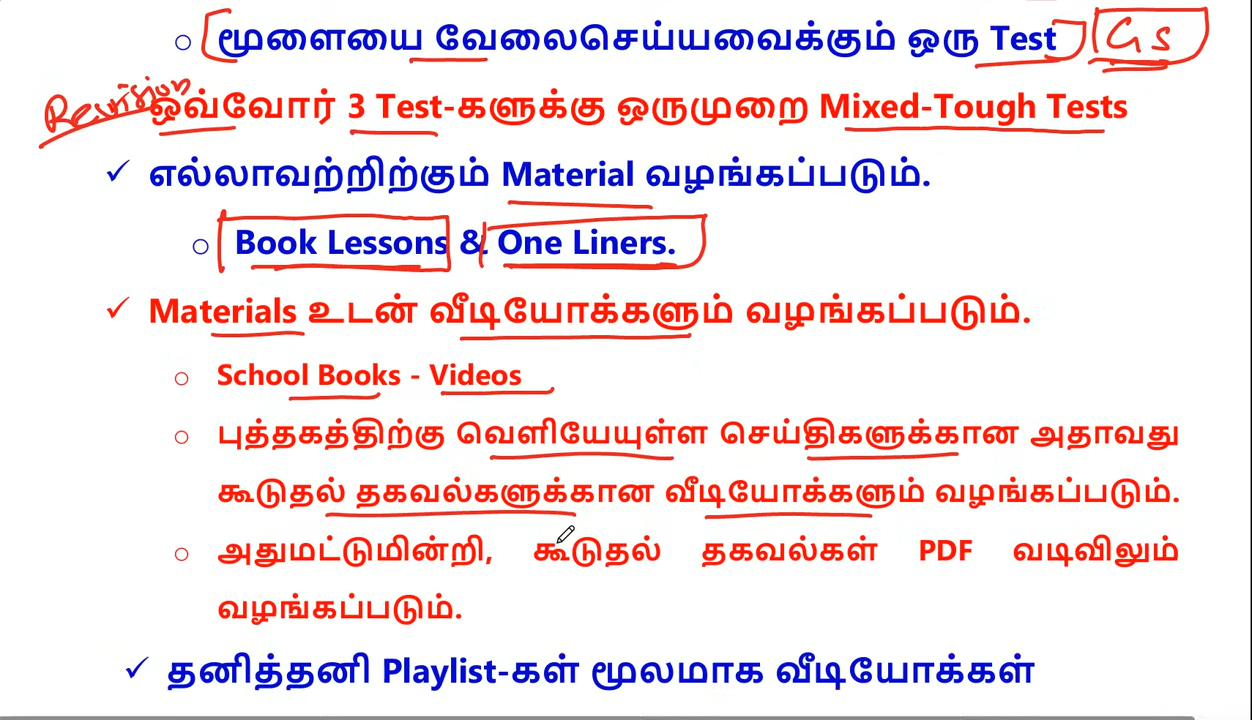 ○ மூளையை வேலைசெய்யவைக்கும் ஒரு Test Gs
Revision ஒவ்வோர் 3 Test-களுக்கு ஒருமுறை Mixed-Tough Tests
✓ எல்லாவற்றிற்கும் Material வழங்கப்படும்.
○ Book Lessons & One Liners.
✓ Materials உடன் வீடியோக்களும் வழங்கப்படும்.
○ School Books - Videos
○ புத்தகத்திற்கு வெளியேயுள்ள செய்திகளுக்கான அதாவது
கூடுதல் தகவல்களுக்கான வீடியோக்களும் வழங்கப்படும்.
○ அதுமட்டுமின்றி, கூடுதல் தகவல்கள் PDF வடிவிலும்
வழங்கப்படும்.
✓ தனித்தனி Playlist-கள் மூலமாக வீடியோக்கள்